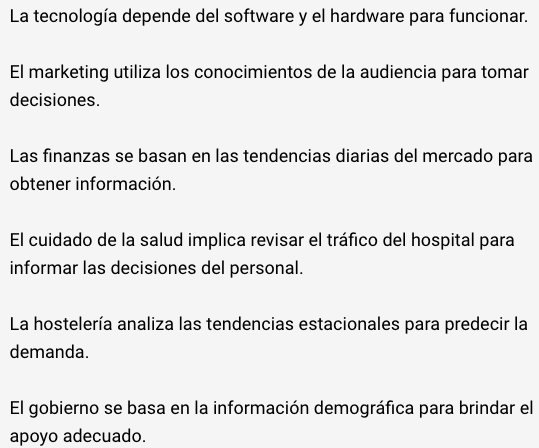 La tecnología depende del software y el hardware para funcionar.
El marketing utiliza los conocimientos de la audiencia para tomar
decisiones.
Las finanzas se basan en las tendencias diarias del mercado para
obtener información.
El cuidado de la salud implica revisar el tráfico del hospital para
informar las decisiones del personal.
La hostelería analiza las tendencias estacionales para predecir la
demanda.
El gobierno se basa en la información demográfica para brindar el
apoyo adecuado.